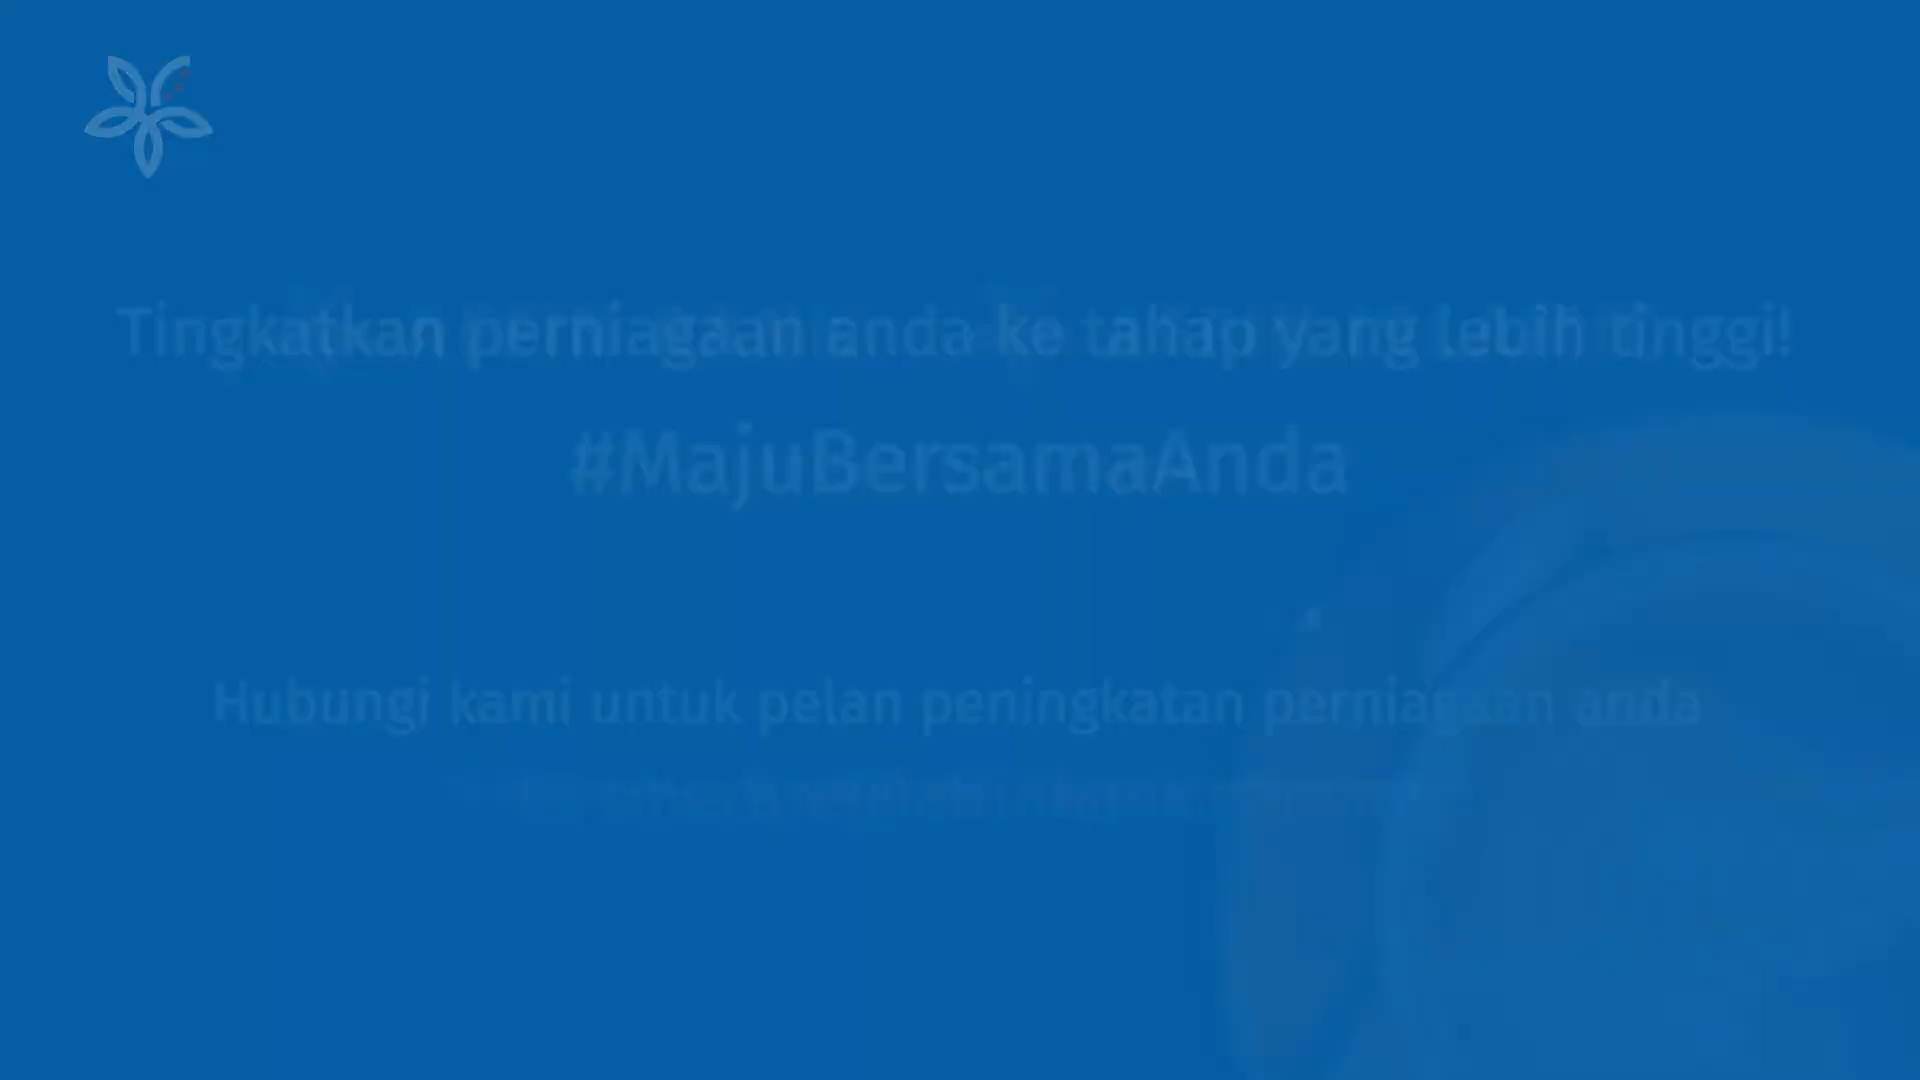 Tingkatkan perniagaan anda ke tahap yang lebih tinggi!
#MajuBersamaAnda
Hubungi kami untuk pelan peningkatan perniagaan anda